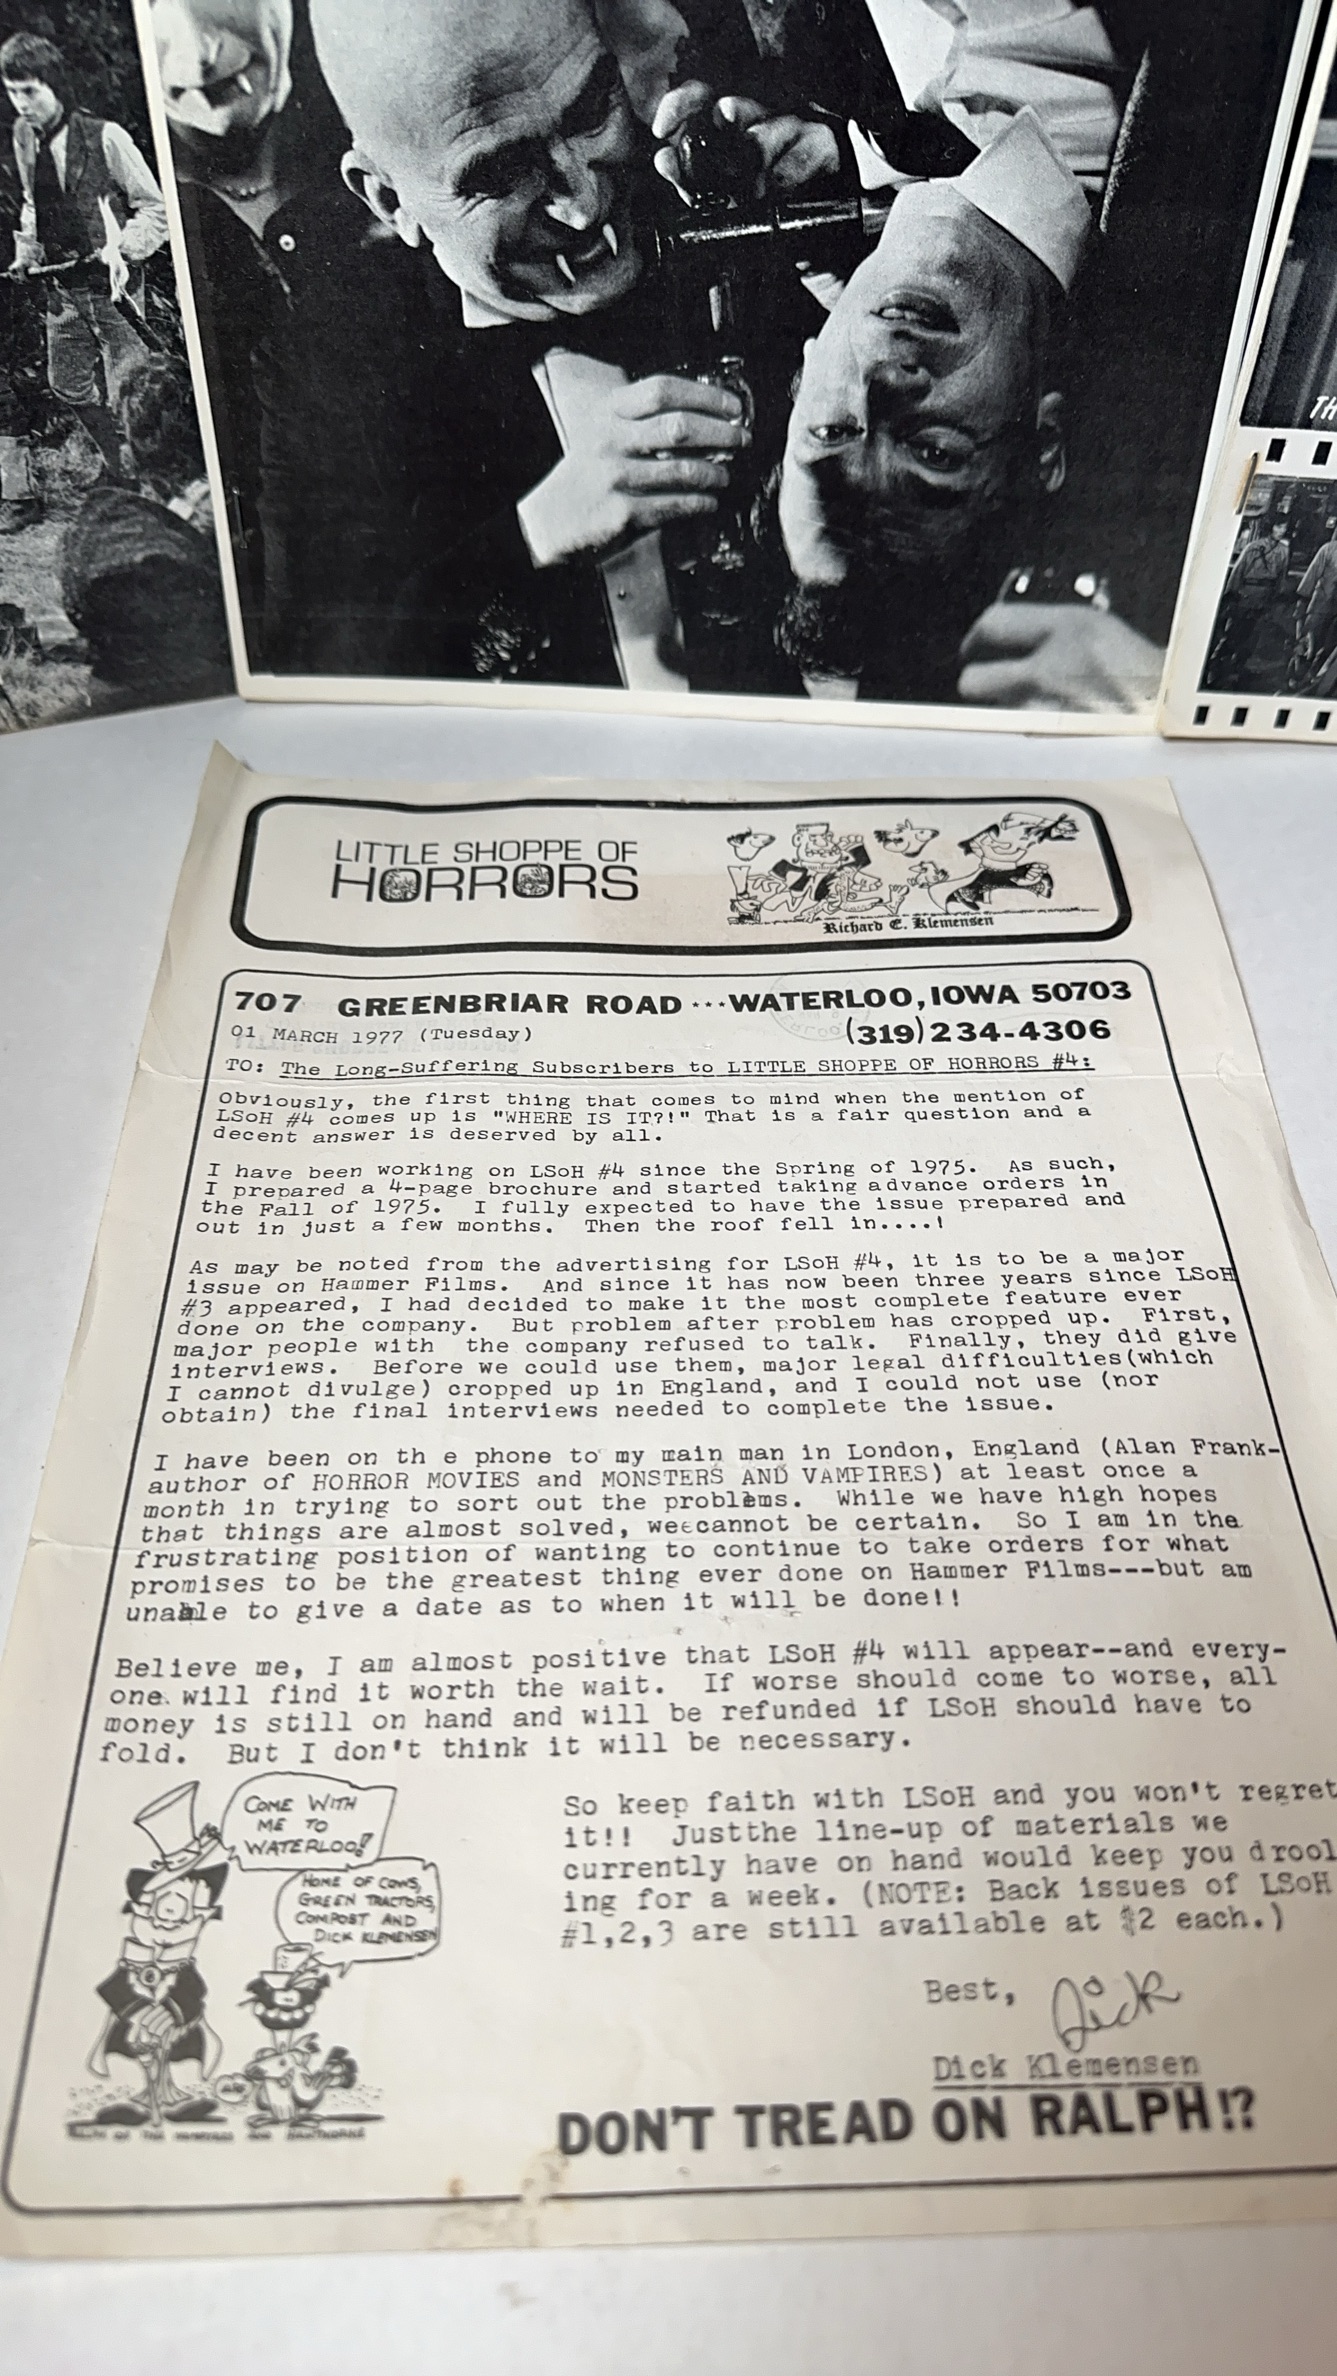 TH
LITTLE SHOPPE OF
HORRORS
Richard E. Klemensen
707 GREENBRIAR ROAD ··· WATERLOO, IOWA 50703
01 MARCH 1977 (Tuesday)
(319)234-4306
TO: The Long-Suffering Subscribers to LITTLE SHOPPE OF HORRORS #4:
Obviously, the first thing that comes to mind when the mention of
LSoH #4 comes up is "WHERE IS IT?!" That is a fair question and a
decent answer is deserved by all.
I have been working on LSoH #4 since the Spring of 1975. As such,
I prepared a 4-page brochure and started taking advance orders in
the Fall of 1975. I fully expected to have the issue prepared and
out in just a few months. Then the roof fell in....!
As may be noted from the advertising for LSoH #4, it is to be a major
issue on Hammer Films. And since it has now been three years since LSoH
#3 appeared, I had decided to make it the most complete feature ever
done on the company. But problem after problem has cropped up. First,
major people with the company refused to talk. Finally, they did give
interviews. Before we could use them, major legal difficulties(which
I cannot divulge) cropped up in England, and I could not use (nor
obtain) the final interviews needed to complete the issue.
I have been on th e phone to my main man in London, England (Alan Frank-
author of HORROR MOVIES and MONSTERS AND VAMPIRES) at least once a
month in trying to sort out the problems. While we have high hopes
that things are almost solved, we cannot be certain. So I am in the
frustrating position of wanting to continue to take orders for what
promises to be the greatest thing ever done on Hammer Films---but am
unable to give a date as to when it will be done!!
Believe me, I am almost positive that LSoH #4 will appear--and every-
one will find it worth the wait. If worse should come to worse, all
money is still on hand and will be refunded if LSoH should have to
fold. But I don't think it will be necessary.
COME WITH
ME TO
WATERLOO!
HOME OF COWS,
GREEN TRACTORS,
COMPOST AND
DICK KLEMENSEN
So keep faith with LSoH and you won't regret
it!! Justthe line-up of materials we
currently have on hand would keep you drool
ing for a week. (NOTE: Back issues of LSoH
#1,2,3 are still available at $2 each.)
Best, Dick
Dick Klemensen
DON'T TREAD ON RALPH!?